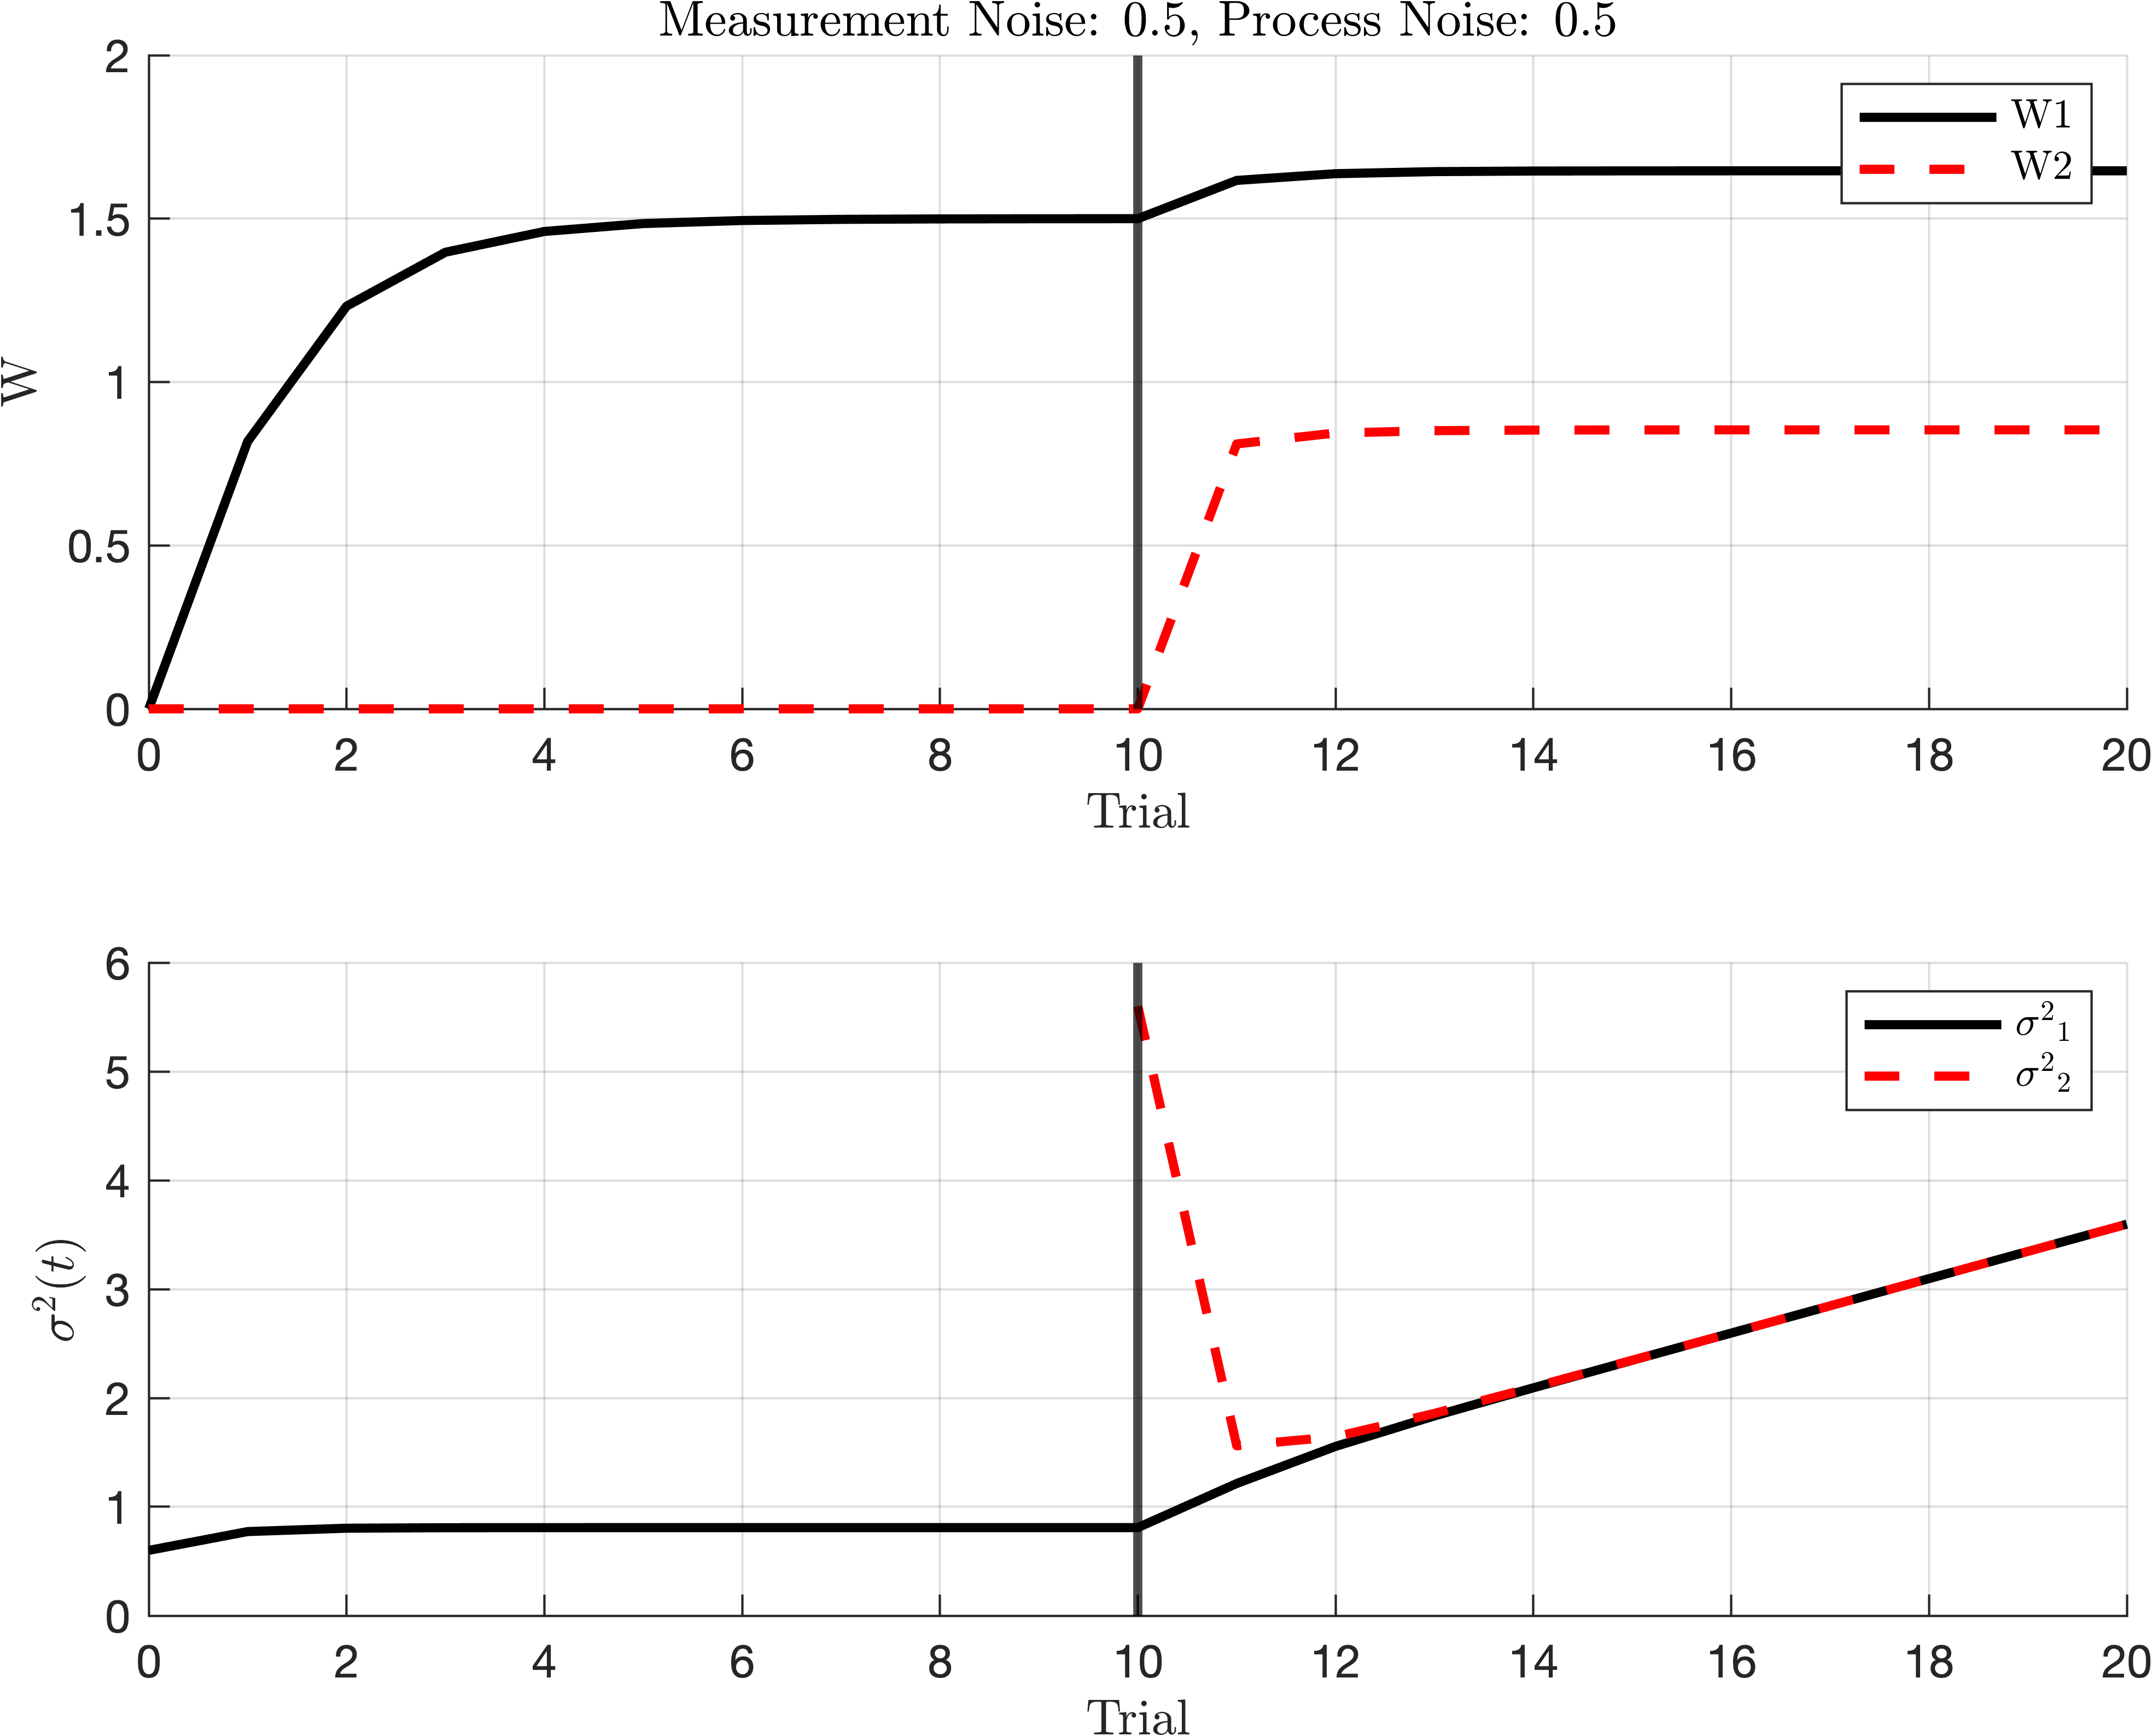 Measurement Noise: 0.5, Process Noise: 0.5
2
1.5
1
0.5
0
W
W1
W2
0 2 4 6 8 10 12 14 16 18 20
Trial
6
5
4
3
2
1
0
σ²(t)
σ²₁
σ²₂
0 2 4 6 8 10 12 14 16 18 20
Trial